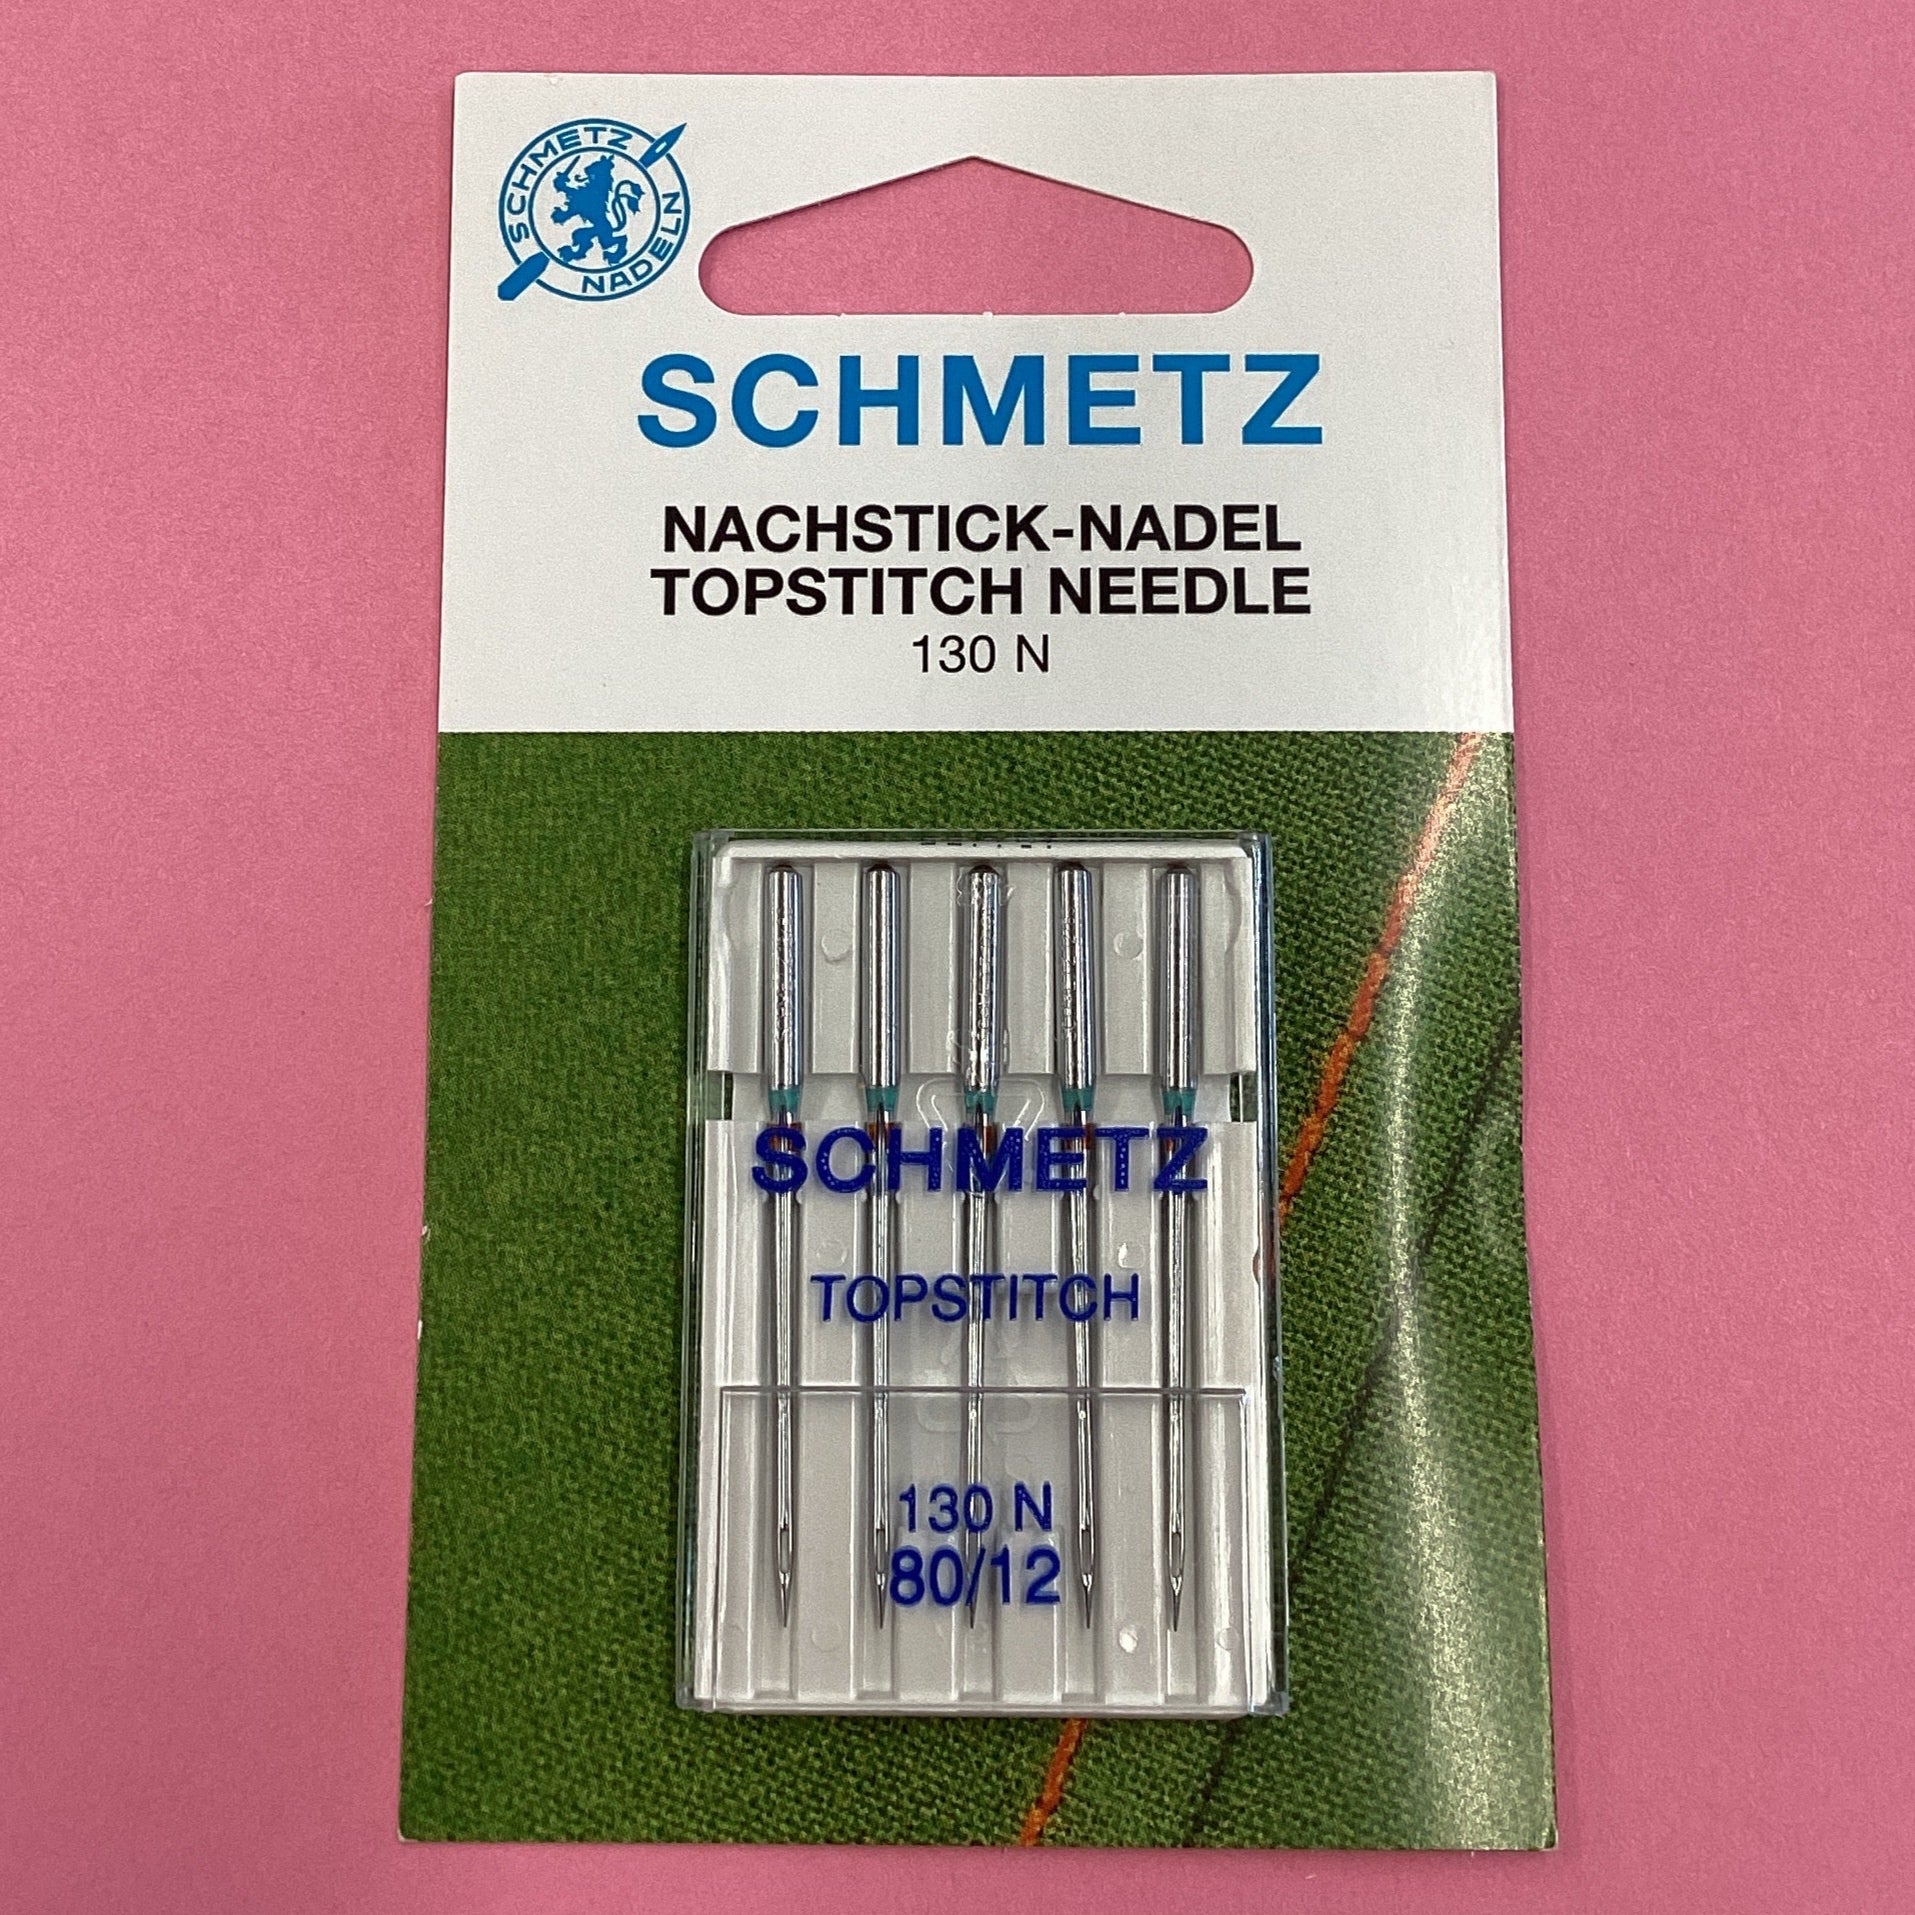 SCHMETZ NADELN
SCHMETZ
NACHSTICK-NADEL
TOPSTITCH NEEDLE
130 N
SCHMETZ
TOPSTITCH
130 N
80/12